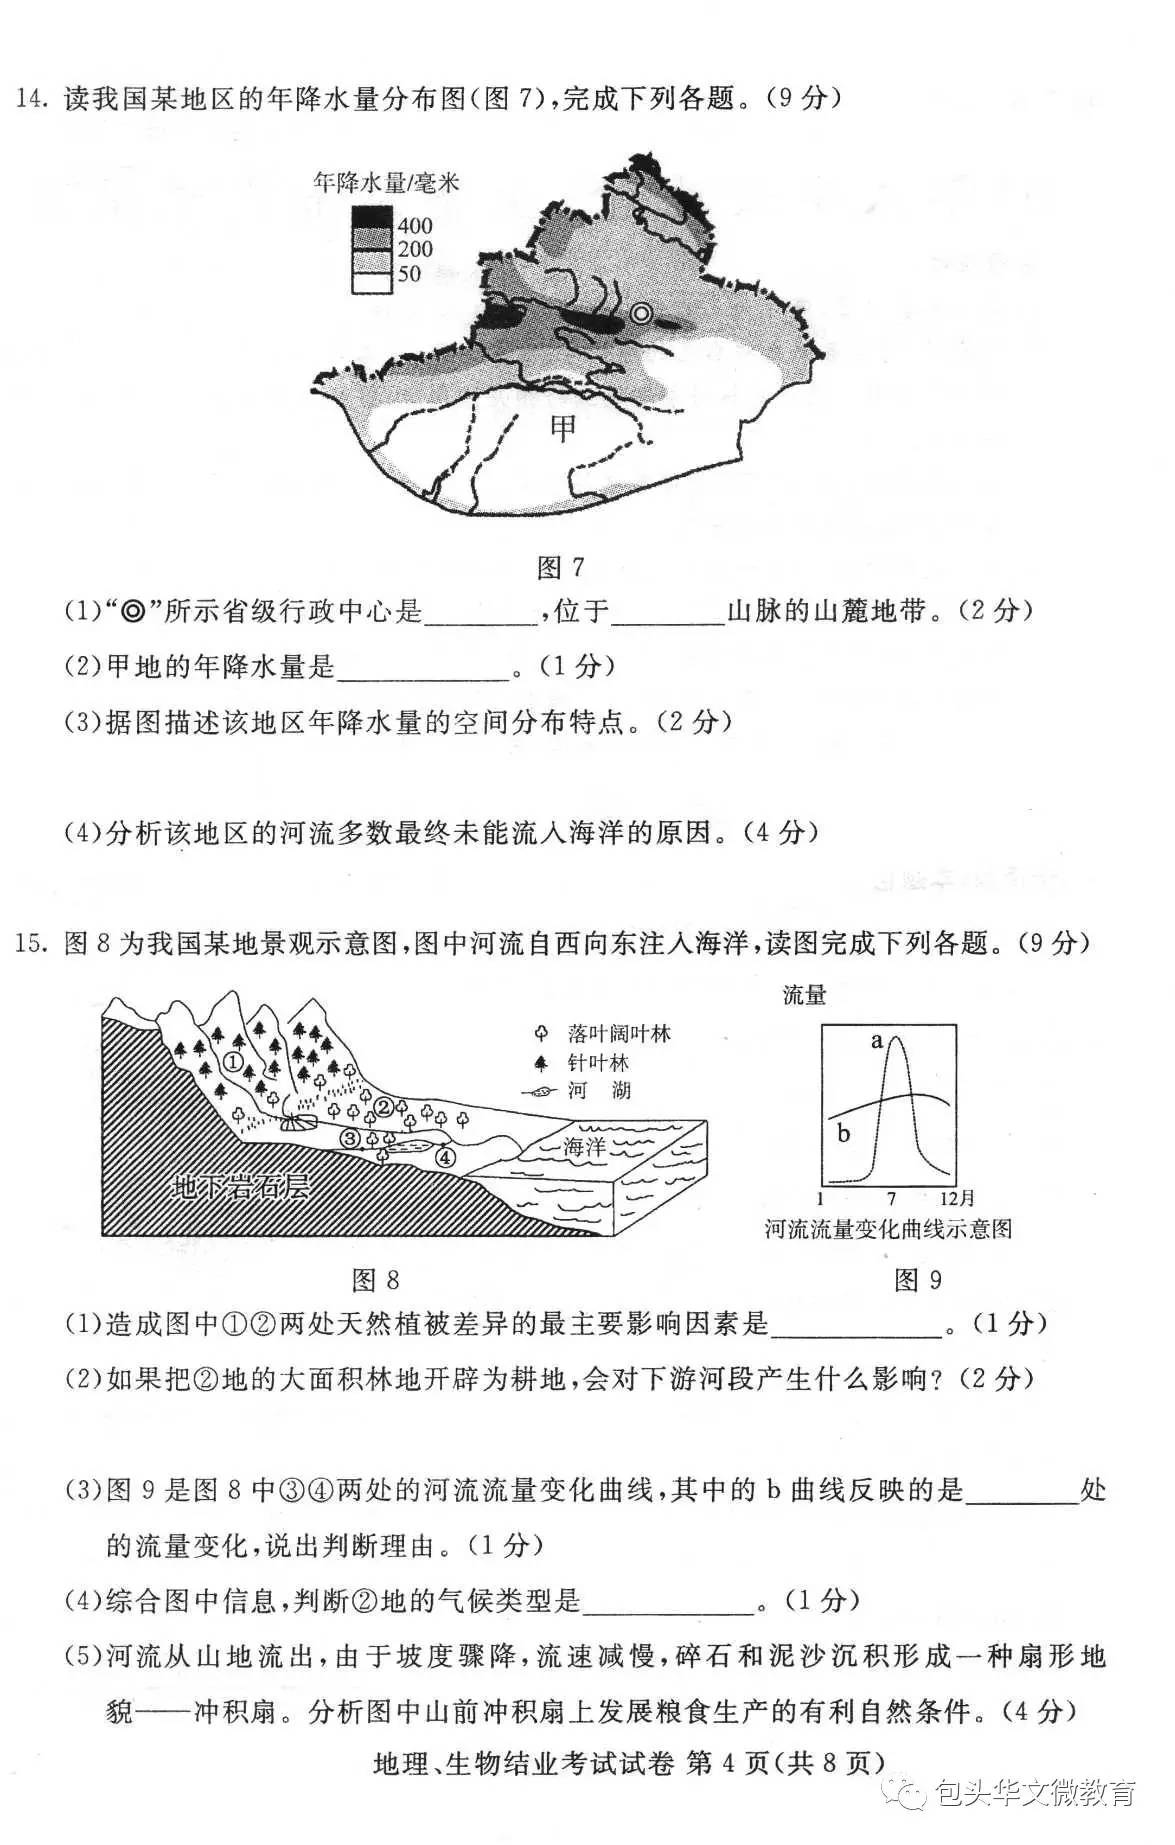 14. 读我国某地区的年降水量分布图(图7),完成下列各题。(9分)
年降水量/毫米
400
200
50
甲
图 7
(1)“◎”所示省级行政中心是________,位于________山脉的山麓地带。(2分)
(2)甲地的年降水量是____________。(1分)
(3)据图描述该地区年降水量的空间分布特点。(2分)
(4)分析该地区的河流多数最终未能流入海洋的原因。(4分)
15. 图8为我国某地景观示意图,图中河流自西向东注入海洋,读图完成下列各题。(9分)
①
②
③
④
海洋
地下岩石层
落叶阔叶林
针叶林
河 湖
流量
a
b
1 7 12月
河流流量变化曲线示意图
图 8
图 9
(1)造成图中①②两处天然植被差异的最主要影响因素是____________。(1分)
(2)如果把②地的大面积林地开辟为耕地,会对下游河段产生什么影响?(2分)
(3)图9是图8中③④两处的河流流量变化曲线,其中的b曲线反映的是________处
的流量变化,说出判断理由。(1分)
(4)综合图中信息,判断②地的气候类型是____________。(1分)
(5)河流从山地流出,由于坡度骤降,流速减慢,碎石和泥沙沉积形成一种扇形地
貌——冲积扇。分析图中山前冲积扇上发展粮食生产的有利自然条件。(4分)
地理、生物结业考试试卷 第4页(共8页)
包头华文微教育